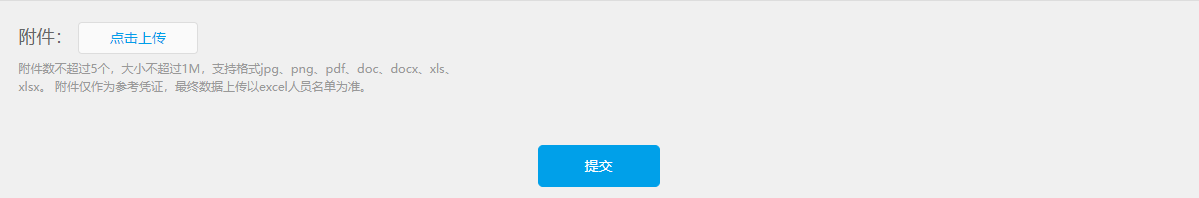 附件： 点击上传
附件数不超过5个，大小不超过1M，支持格式jpg、png、pdf、doc、docx、xls、
xlsx。 附件仅作为参考凭证，最终数据上传以excel人员名单为准。
提交